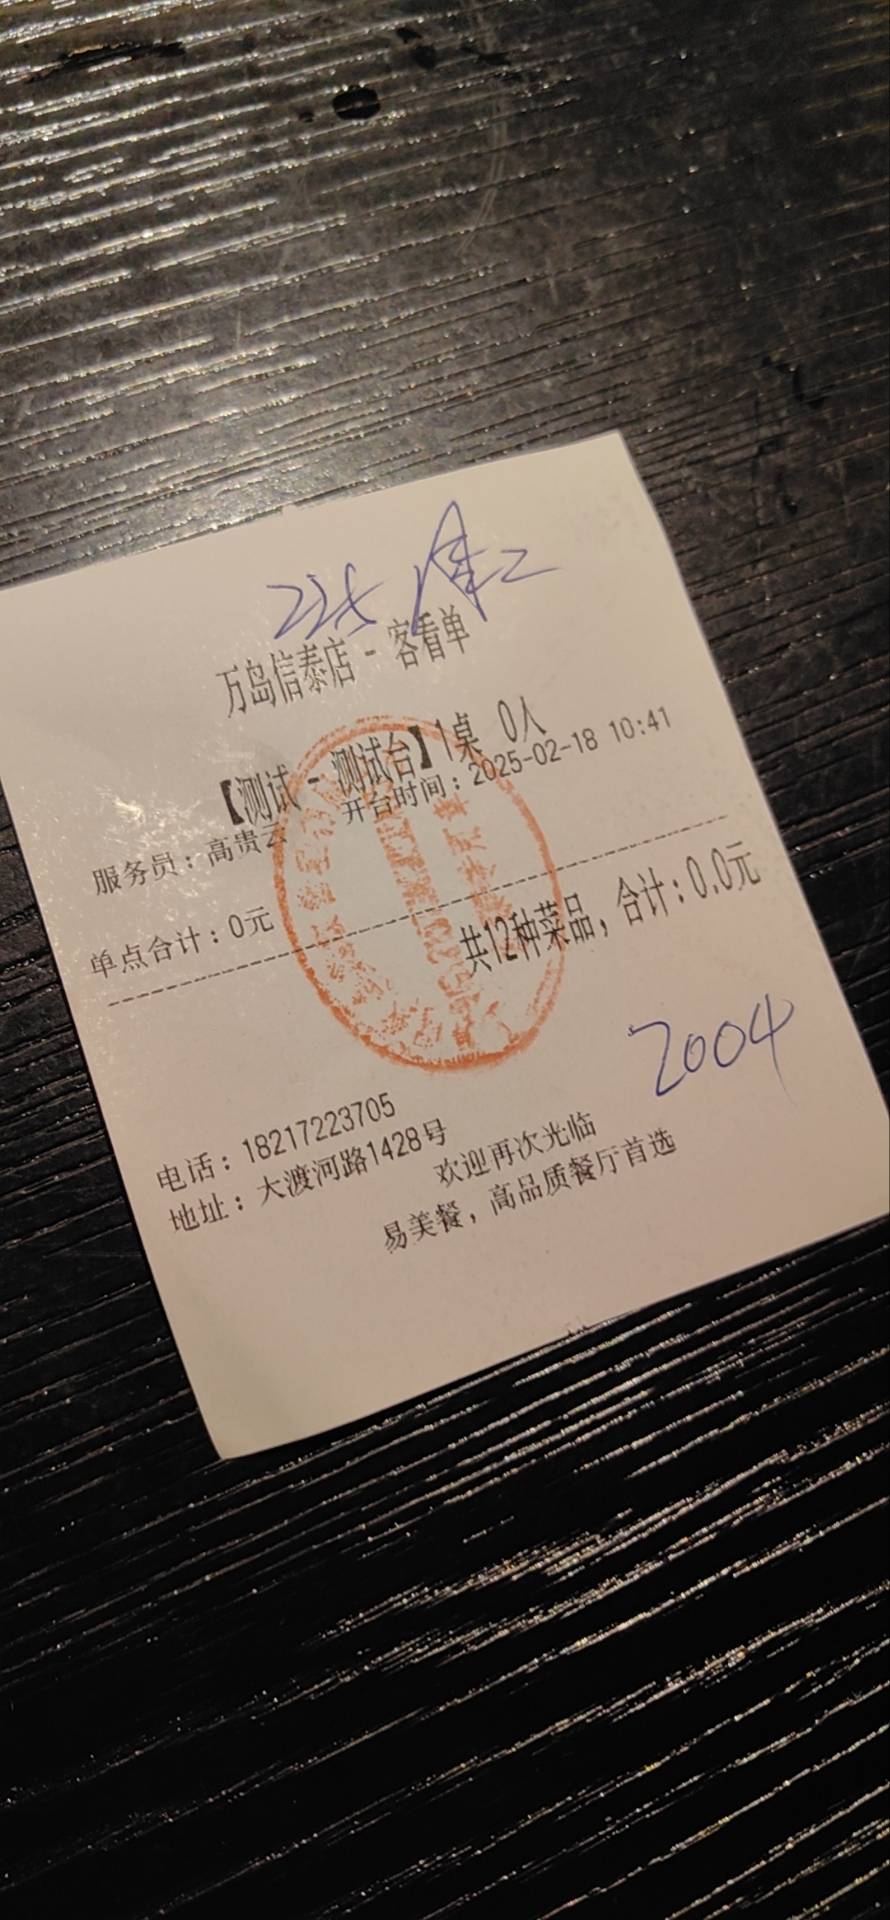 万岛信泰店 - 客看单
【测试 - 测试台】1桌 0人
服务员：高贵云 开台时间：2025-02-18 10:41
单点合计：0元
共12种菜品，合计：0.0元
2004
电话：18217223705
地址：大渡河路1428号
欢迎再次光临
易美餐，高品质餐厅首选